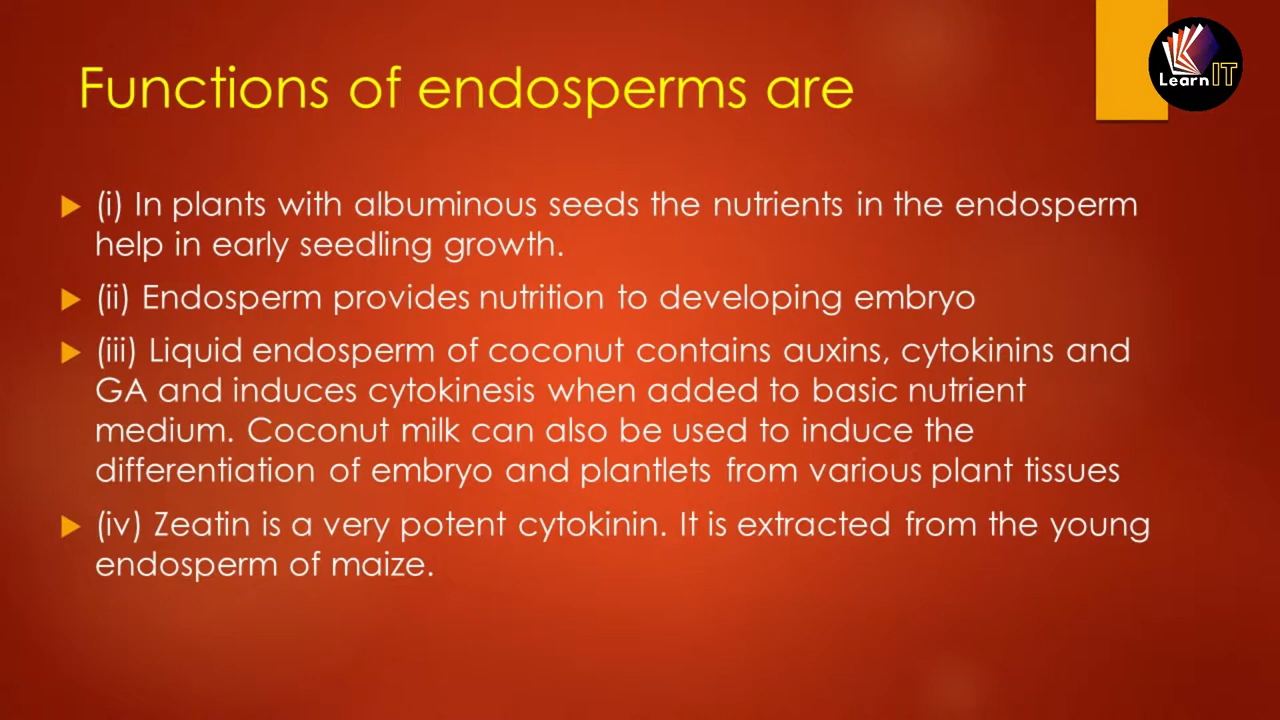 Functions of endosperms are
Learn IT
(i) In plants with albuminous seeds the nutrients in the endosperm
help in early seedling growth.
(ii) Endosperm provides nutrition to developing embryo
(iii) Liquid endosperm of coconut contains auxins, cytokinins and
GA and induces cytokinesis when added to basic nutrient
medium. Coconut milk can also be used to induce the
differentiation of embryo and plantlets from various plant tissues
(iv) Zeatin is a very potent cytokinin. It is extracted from the young
endosperm of maize.